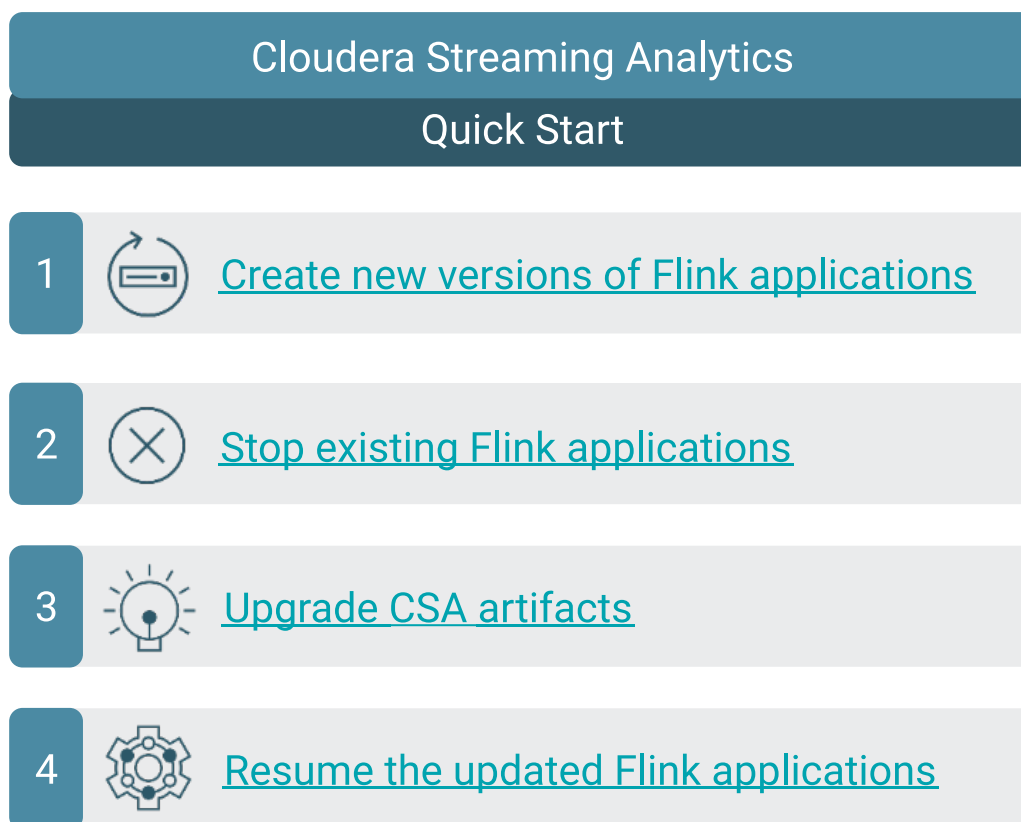 Cloudera Streaming Analytics
Quick Start
1 Create new versions of Flink applications
2 Stop existing Flink applications
3 Upgrade CSA artifacts
4 Resume the updated Flink applications